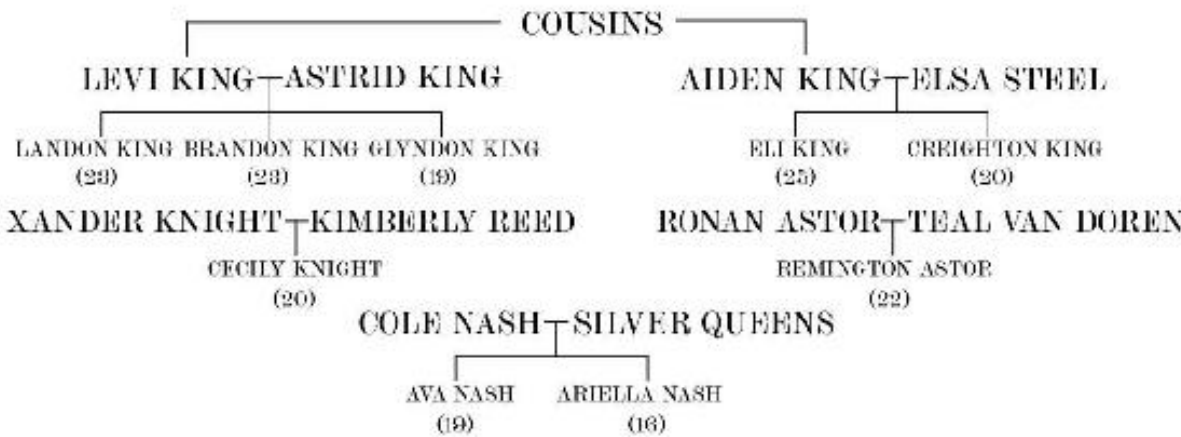 COUSINS
LEVI KING ASTRID KING AIDEN KING ELSA STEEL
LANDON KING BRANDON KING GLYNDON KING ELI KING CREIGHTON KING
(23) (23) (19) (25) (20)
XANDER KNIGHT KIMBERLY REED RONAN ASTOR TEAL VAN DOREN
CECILY KNIGHT REMINGTON ASTOR
(20) (22)
COLE NASH SILVER QUEENS
AVA NASH ARIELLA NASH
(19) (16)